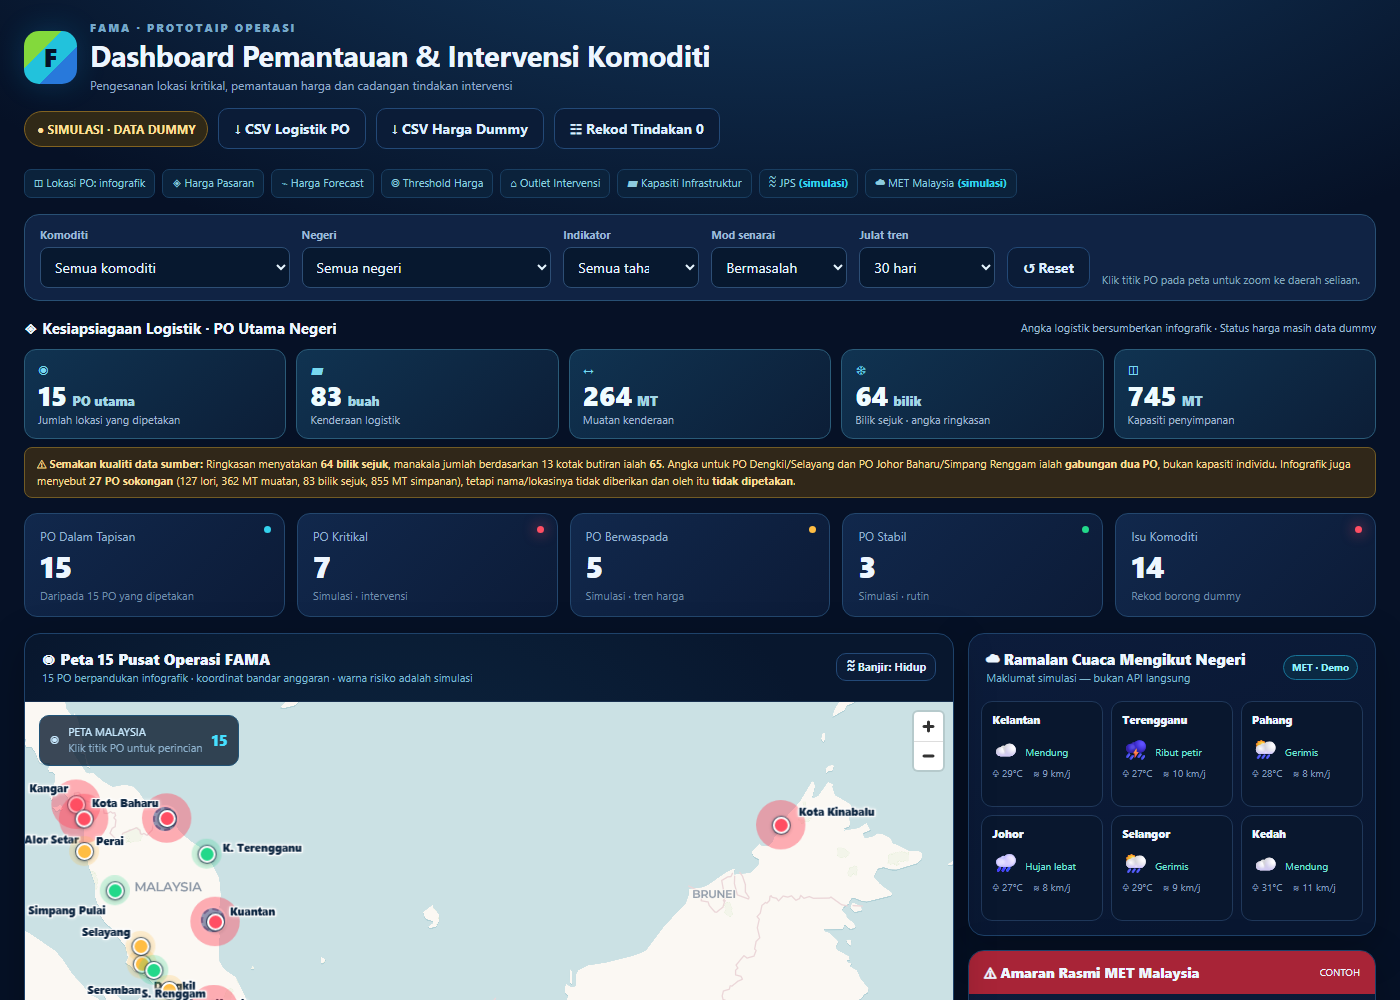 FAMA · PROTOTAIP OPERASI
F
Dashboard Pemantauan & Intervensi Komoditi
Pengesanan lokasi kritikal, pemantauan harga dan cadangan tindakan intervensi
● SIMULASI · DATA DUMMY
↓ CSV Logistik PO
↓ CSV Harga Dummy
☷ Rekod Tindakan 0
Lokasi PO: infografik
Harga Pasaran
Harga Forecast
Threshold Harga
Outlet Intervensi
Kapasiti Infrastruktur
JPS (simulasi)
MET Malaysia (simulasi)
Komoditi
Negeri
Indikator
Mod senarai
Julat tren
Semua komoditi
Semua negeri
Semua taha
Bermasalah
30 hari
↺ Reset
Klik titik PO pada peta untuk zoom ke daerah seliaan.
Kesiapsiagaan Logistik · PO Utama Negeri
Angka logistik bersumberkan infografik · Status harga masih data dummy
15 PO utama
Jumlah lokasi yang dipetakan
83 buah
Kenderaan logistik
264 MT
Muatan kenderaan
64 bilik
Bilik sejuk · angka ringkasan
745 MT
Kapasiti penyimpanan
⚠ Semakan kualiti data sumber: Ringkasan menyatakan 64 bilik sejuk, manakala jumlah berdasarkan 13 kotak butiran ialah 65. Angka untuk PO Dengkil/Selayang dan PO Johor Baharu/Simpang Renggam ialah gabungan dua PO, bukan kapasiti individu. Infografik juga
menyebut 27 PO sokongan (127 lori, 362 MT muatan, 83 bilik sejuk, 855 MT simpanan), tetapi nama/lokasinya tidak diberikan dan oleh itu tidak dipetakan.
PO Dalam Tapisan
15
Daripada 15 PO yang dipetakan
PO Kritikal
7
Simulasi · intervensi
PO Berwaspada
5
Simulasi · tren harga
PO Stabil
3
Simulasi · rutin
Isu Komoditi
14
Rekod borong dummy
Peta 15 Pusat Operasi FAMA
15 PO berpandukan infografik · koordinat bandar anggaran · warna risiko adalah simulasi
Banjir: Hidup
PETA MALAYSIA
Klik titik PO untuk perincian
15
+
−
Kangar
Kota Baharu
Alor Setar
Perai
K. Terengganu
MALAYSIA
Simpang Pulai
Kuantan
Selayang
Seremban
S. Renggam
Kota Kinabalu
BRUNEI
Ramalan Cuaca Mengikut Negeri
Maklumat simulasi — bukan API langsung
MET · Demo
Kelantan
Mendung
29°C ≈ 9 km/j
Terengganu
Ribut petir
27°C ≈ 10 km/j
Pahang
Gerimis
28°C ≈ 8 km/j
Johor
Hujan lebat
27°C ≈ 8 km/j
Selangor
Gerimis
29°C ≈ 9 km/j
Kedah
Mendung
31°C ≈ 11 km/j
⚠ Amaran Rasmi MET Malaysia
CONTOH